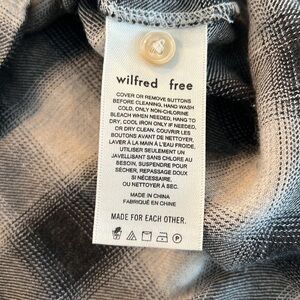 wilfred free
COVER OR REMOVE BUTTONS
BEFORE CLEANING, HAND WASH
COLD, ONLY NON-CHLORINE
BLEACH WHEN NEEDED, HANG TO
DRY, COOL IRON ONLY IF NEEDED,
OR DRY CLEAN. COUVRIR LES
BOUTONS AVANT DE NETTOYER,
LAVER À LA MAIN À L'EAU FROIDE,
UTILISER SEULEMENT UN
JAVELLISANT SANS CHLORE AU
BESOIN, SUSPENDRE POUR
SÉCHER, REPASSAGE DOUX
SI NÉCESSAIRE,
OU NETTOYER À SEC.
MADE IN CHINA
FABRIQUÉ EN CHINE
MADE FOR EACH OTHER.
P